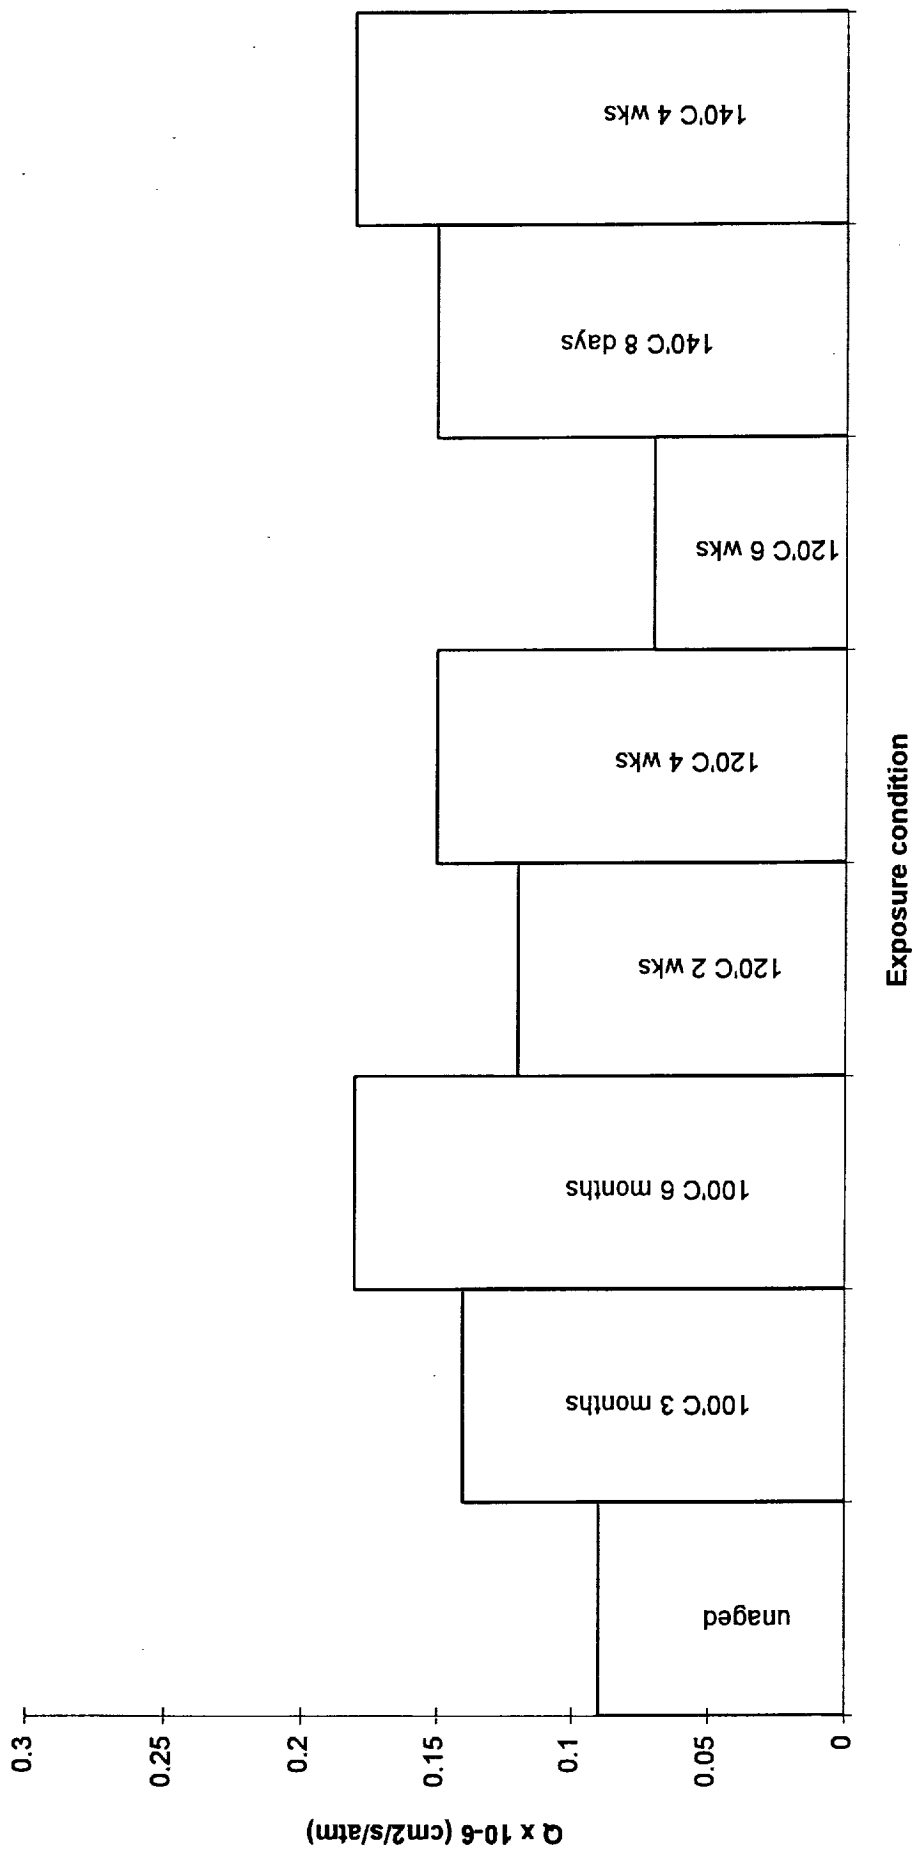 Q x 10-6 (cm2/s/atm)
0.3
0.25
0.2
0.15
0.1
0.05
0
unaged
100'C 3 months
100'C 6 months
120'C 2 wks
120'C 4 wks
120'C 6 wks
140'C 8 days
140'C 4 wks
Exposure condition